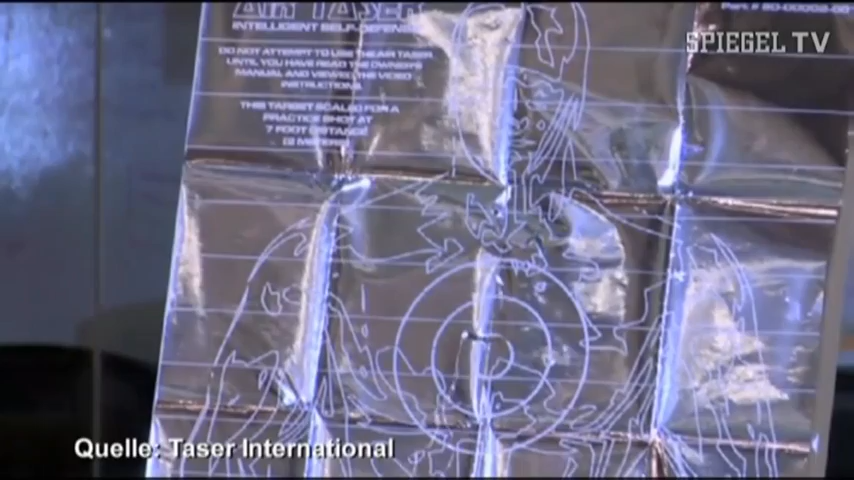 AIR TASER
INTELLIGENT SELF-DEFENSE
DO NOT ATTEMPT TO USE THE AIR TASER
UNTIL YOU HAVE READ THE OWNER'S
MANUAL AND VIEWED THE VIDEO
INSTRUCTIONS.
THIS TARGET SCALED FOR A
PRACTICE SHOT AT
7 FOOT DISTANCE
(2 METERS)
SPIEGEL TV
Quelle: Taser International